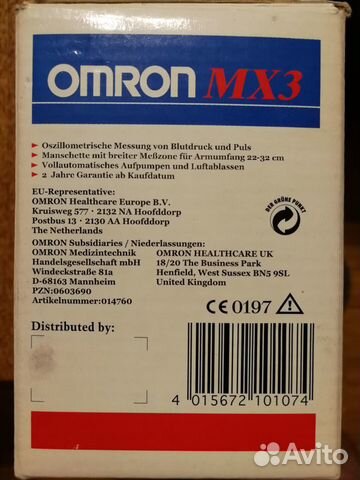 OMRON MX3
Oszillometrische Messung von Blutdruck und Puls
Manschette mit breiter Meßzone für Armumfang 22-32 cm
Vollautomatisches Aufpumpen und Luftablassen
2 Jahre Garantie ab Kaufdatum
EU-Representative:
OMRON Healthcare Europe B.V.
Kruisweg 577 · 2132 NA Hoofddorp
Postbus 13 · 2130 AA Hoofddorp
The Netherlands
DER GRÜNE PUNKT
OMRON Subsidiaries / Niederlassungen:
OMRON Medizintechnik
Handelsgesellschaft mbH
Windeckstraße 81a
D-68163 Mannheim
PZN:0603690
Artikelnummer:014760
OMRON HEALTHCARE UK
18/20 The Business Park
Henfield, West Sussex BN5 9SL
United Kingdom
CE 0197
Distributed by:
4 015672 101074
Avito